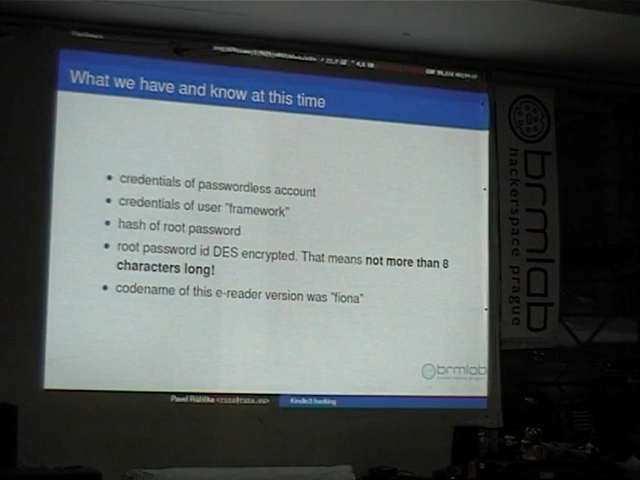 What we have and know at this time
• credentials of passwordless account
• credentials of user "framework"
• hash of root password
• root password id DES encrypted. That means not more than 8
characters long!
• codename of this e-reader version was "fiona"
brmlab
Kindle3 hacking
brmlab
hackerspace prague